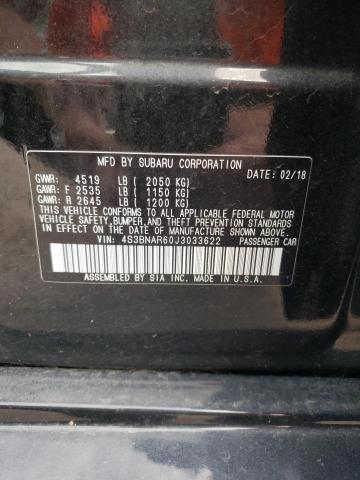 MFD BY SUBARU CORPORATION 02/18
GVWR: 4519 LB ( 2050 KG)
GAWR: F 2535 LB ( 1150 KG)
GAWR: R 2645 LB ( 1200 KG)
THIS VEHICLE CONFORMS TO ALL APPLICABLE FEDERAL MOTOR
VEHICLE SAFETY, BUMPER, AND THEFT PREVENTION STANDARDS
IN EFFECT ON THE DATE OF MANUFACTURE SHOWN ABOVE.
VIN: 4S3BNAR60J3033622 PASSENGER CAR
ASSEMBLED BY SIA INC. MADE IN U.S.A.